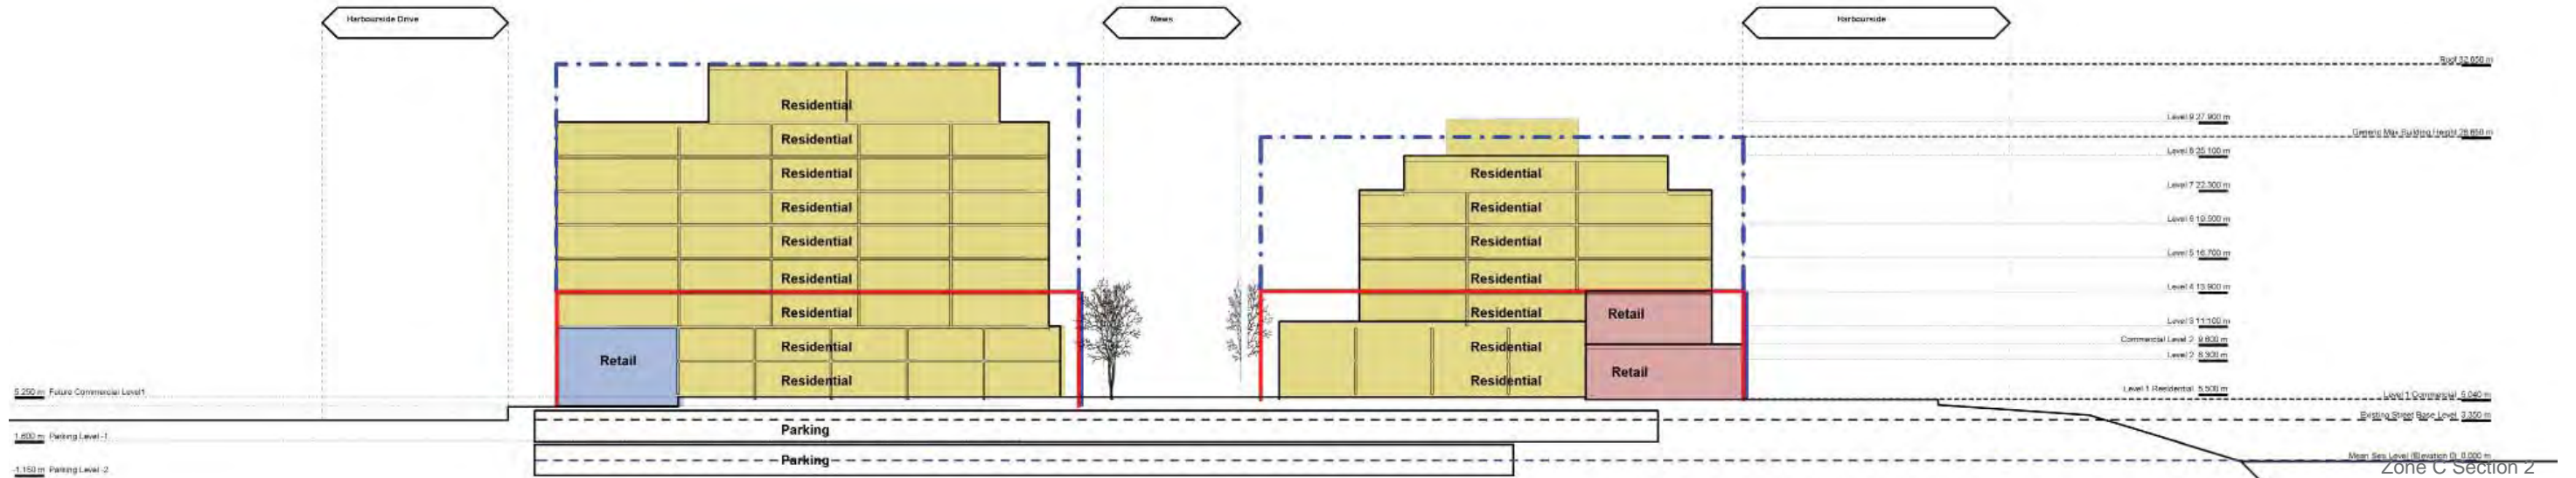 Harbourside Drive
Mews
Harbourside
Roof 32.650 m
Level 9 27.900 m
Generic Max Building Height 26.650 m
Level 8 25.100 m
Level 7 22.300 m
Level 6 19.500 m
Level 5 16.700 m
Level 4 13.900 m
Level 3 11.100 m
Commercial Level 2 9.600 m
Level 2 8.300 m
Level 1 Residential 5.500 m
Level 1 Commercial 5.040 m
Existing Street Base Level 3.350 m
Mean Sea Level (Elevation 0) 0.000 m
Residential
Residential
Residential
Residential
Residential
Residential
Residential
Residential
Residential
Retail
Residential
Residential
Residential
Residential
Residential
Residential
Residential
Retail
Retail
5.250 m Future Commercial Level 1
1.600 m Parking Level -1
-1.150 m Parking Level -2
Parking
Parking
Zone C Section 2